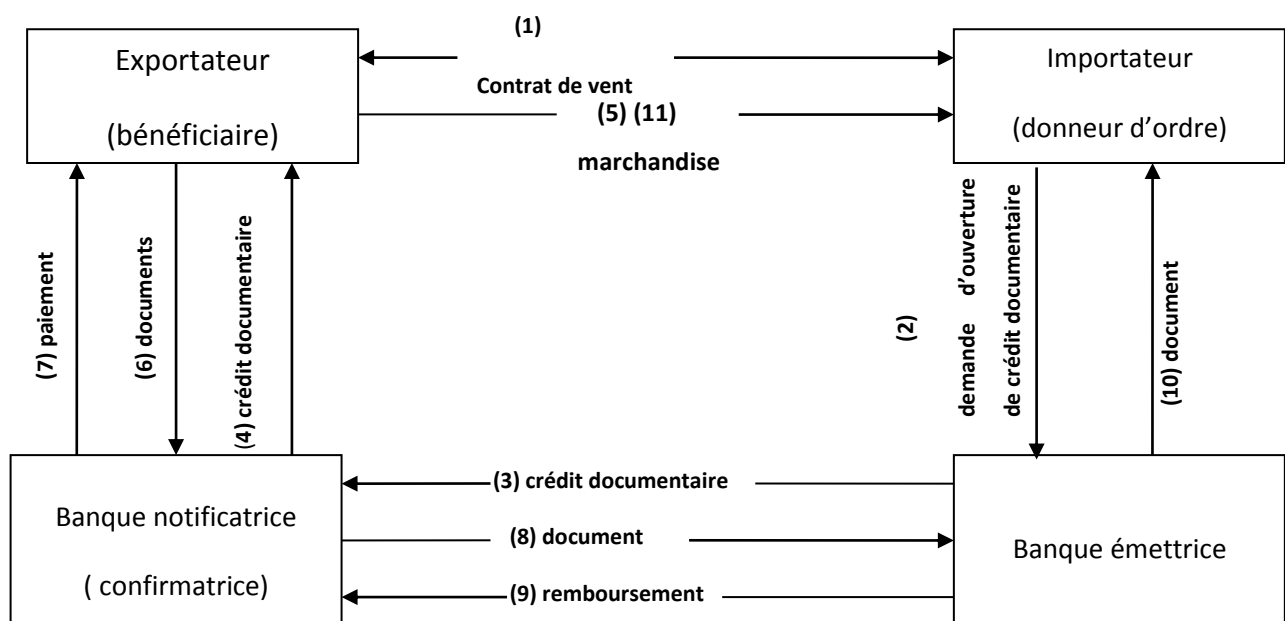 Exportateur
(bénéficiaire)
(1)
Contrat de vent
(5) (11)
marchandise
Importateur
(donneur d’ordre)
(7) paiement
(6) documents
(4) crédit documentaire
(2)
demande d’ouverture
de crédit documentaire
(10) document
Banque notificatrice
( confirmatrice)
(3) crédit documentaire
(8) document
(9) remboursement
Banque émettrice